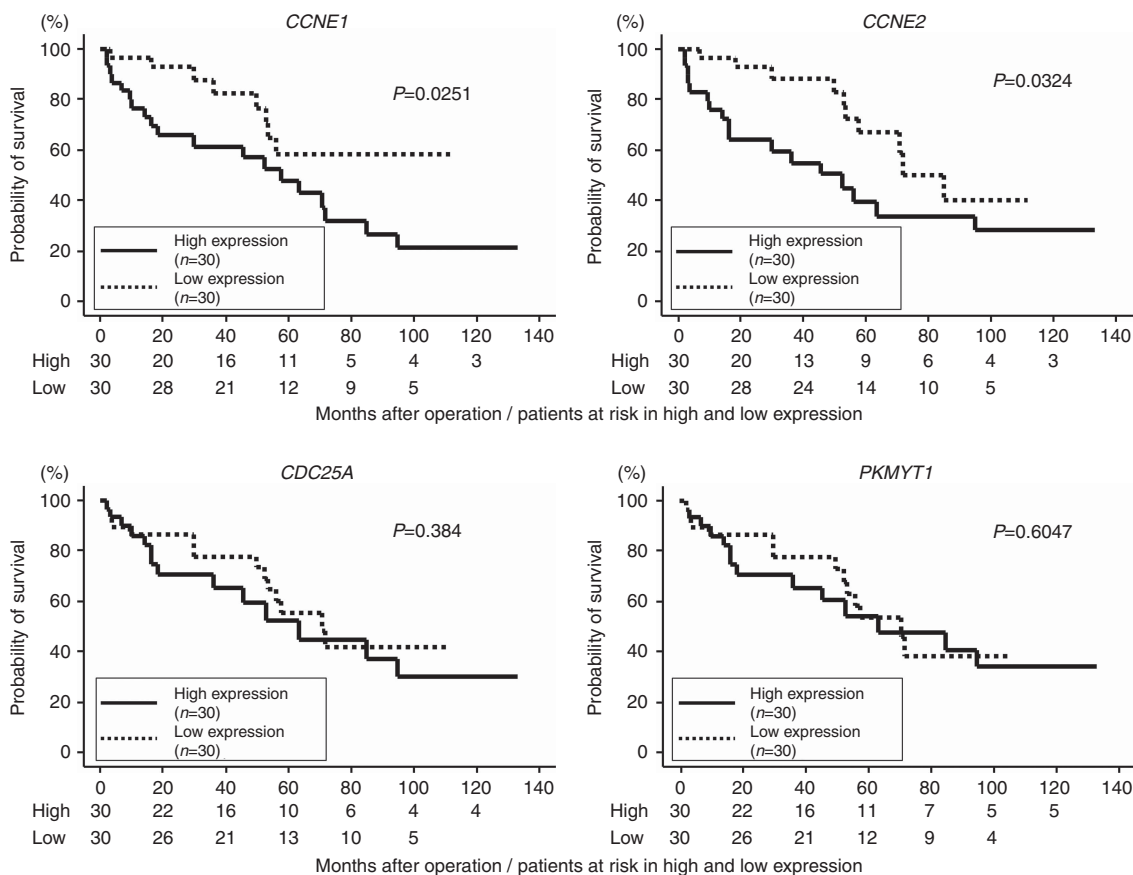 (%)
CCNE1
100
80
60
40
20
0
Probability of survival
P=0.0251
High expression
(n=30)
Low expression
(n=30)
0 20 40 60 80 100 120 140
High 30 20 16 11 5 4 3
Low 30 28 21 12 9 5
(%)
CCNE2
100
80
60
40
20
0
Probability of survival
P=0.0324
High expression
(n=30)
Low expression
(n=30)
0 20 40 60 80 100 120 140
High 30 20 13 9 6 4 3
Low 30 28 24 14 10 5
Months after operation / patients at risk in high and low expression
(%)
CDC25A
100
80
60
40
20
0
Probability of survival
P=0.384
High expression
(n=30)
Low expression
(n=30)
0 20 40 60 80 100 120 140
High 30 22 16 10 6 4 4
Low 30 26 21 13 10 5
(%)
PKMYT1
100
80
60
40
20
0
Probability of survival
P=0.6047
High expression
(n=30)
Low expression
(n=30)
0 20 40 60 80 100 120 140
High 30 22 16 11 7 5 5
Low 30 26 21 12 9 4
Months after operation / patients at risk in high and low expression